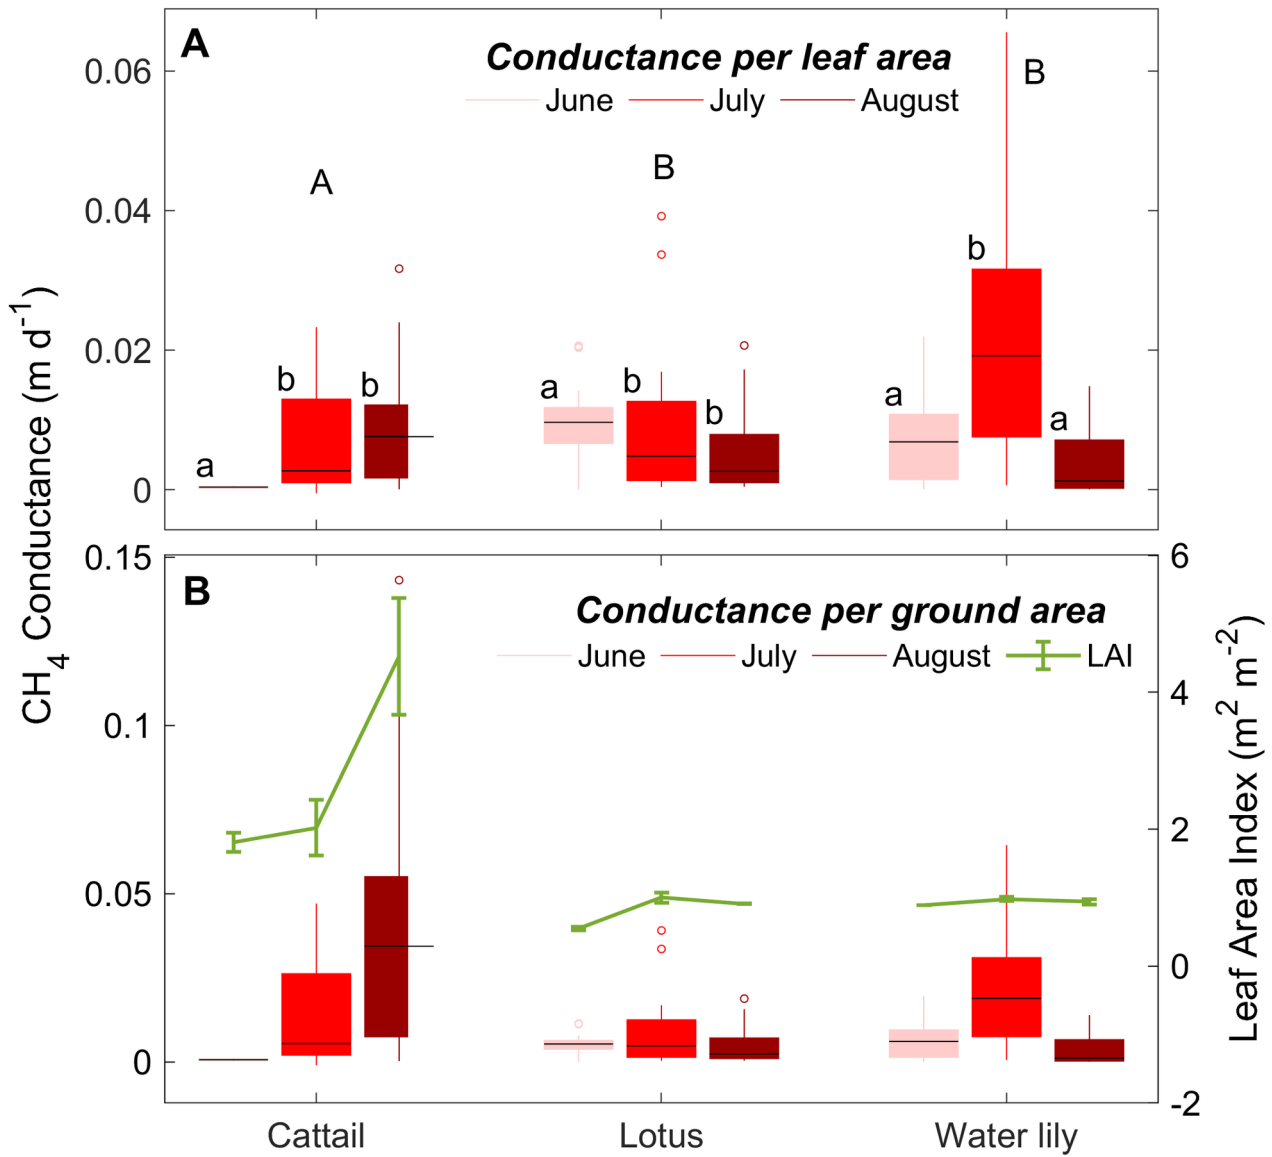 A
Conductance per leaf area
June July August
0.06
0.04
0.02
0
A
B
B
a
b
b
a
b
b
a
b
a
CH4 Conductance (m d-1)
B
Conductance per ground area
June July August LAI
0.15
0.1
0.05
0
6
4
2
0
-2
Leaf Area Index (m2 m-2)
Cattail Lotus Water lily